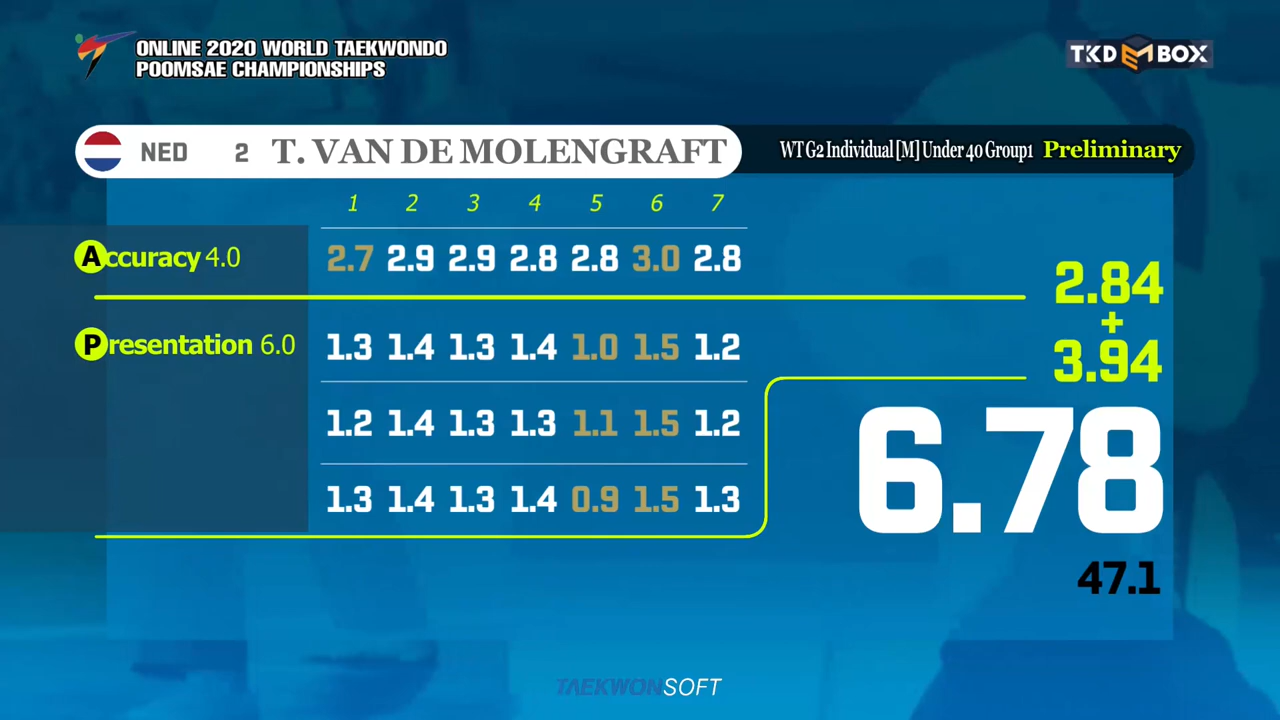 ONLINE 2020 WORLD TAEKWONDO
POOMSAE CHAMPIONSHIPS
TKD BOX
NED 2 T. VAN DE MOLENGRAFT
WT G2 Individual [M] Under 40 Group1 Preliminary
1 2 3 4 5 6 7
Accuracy 4.0 2.7 2.9 2.9 2.8 2.8 3.0 2.8
2.84
+
3.94
Presentation 6.0 1.3 1.4 1.3 1.4 1.0 1.5 1.2
1.2 1.4 1.3 1.3 1.1 1.5 1.2
1.3 1.4 1.3 1.4 0.9 1.5 1.3
6.78
47.1
TAEKWONSOFT